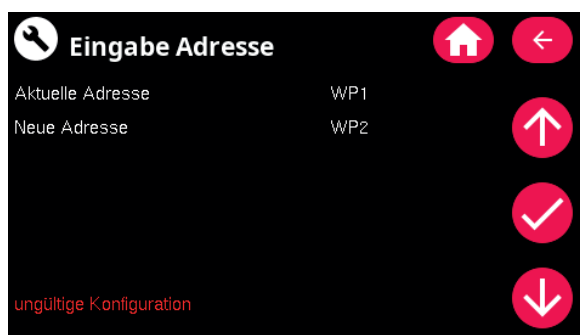 Eingabe Adresse
Aktuelle Adresse WP1
Neue Adresse WP2
ungültige Konfiguration